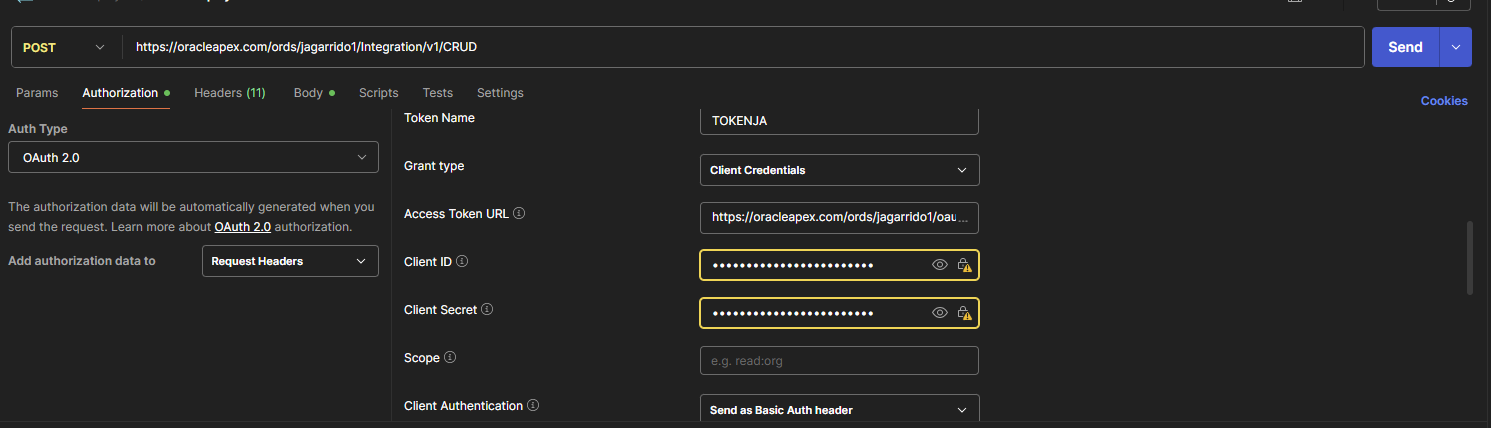 POST https://oracleapex.com/ords/jagarrido1/Integration/v1/CRUD Send
Params Authorization Headers (11) Body Scripts Tests Settings
Cookies
Auth Type
OAuth 2.0
The authorization data will be automatically generated when you
send the request. Learn more about OAuth 2.0 authorization.
Add authorization data to Request Headers
Token Name TOKENJA
Grant type Client Credentials
Access Token URL https://oracleapex.com/ords/jagarrido1/oau...
Client ID ••••••••••••••••••••••••
Client Secret ••••••••••••••••••••••••
Scope e.g. read:org
Client Authentication Send as Basic Auth header